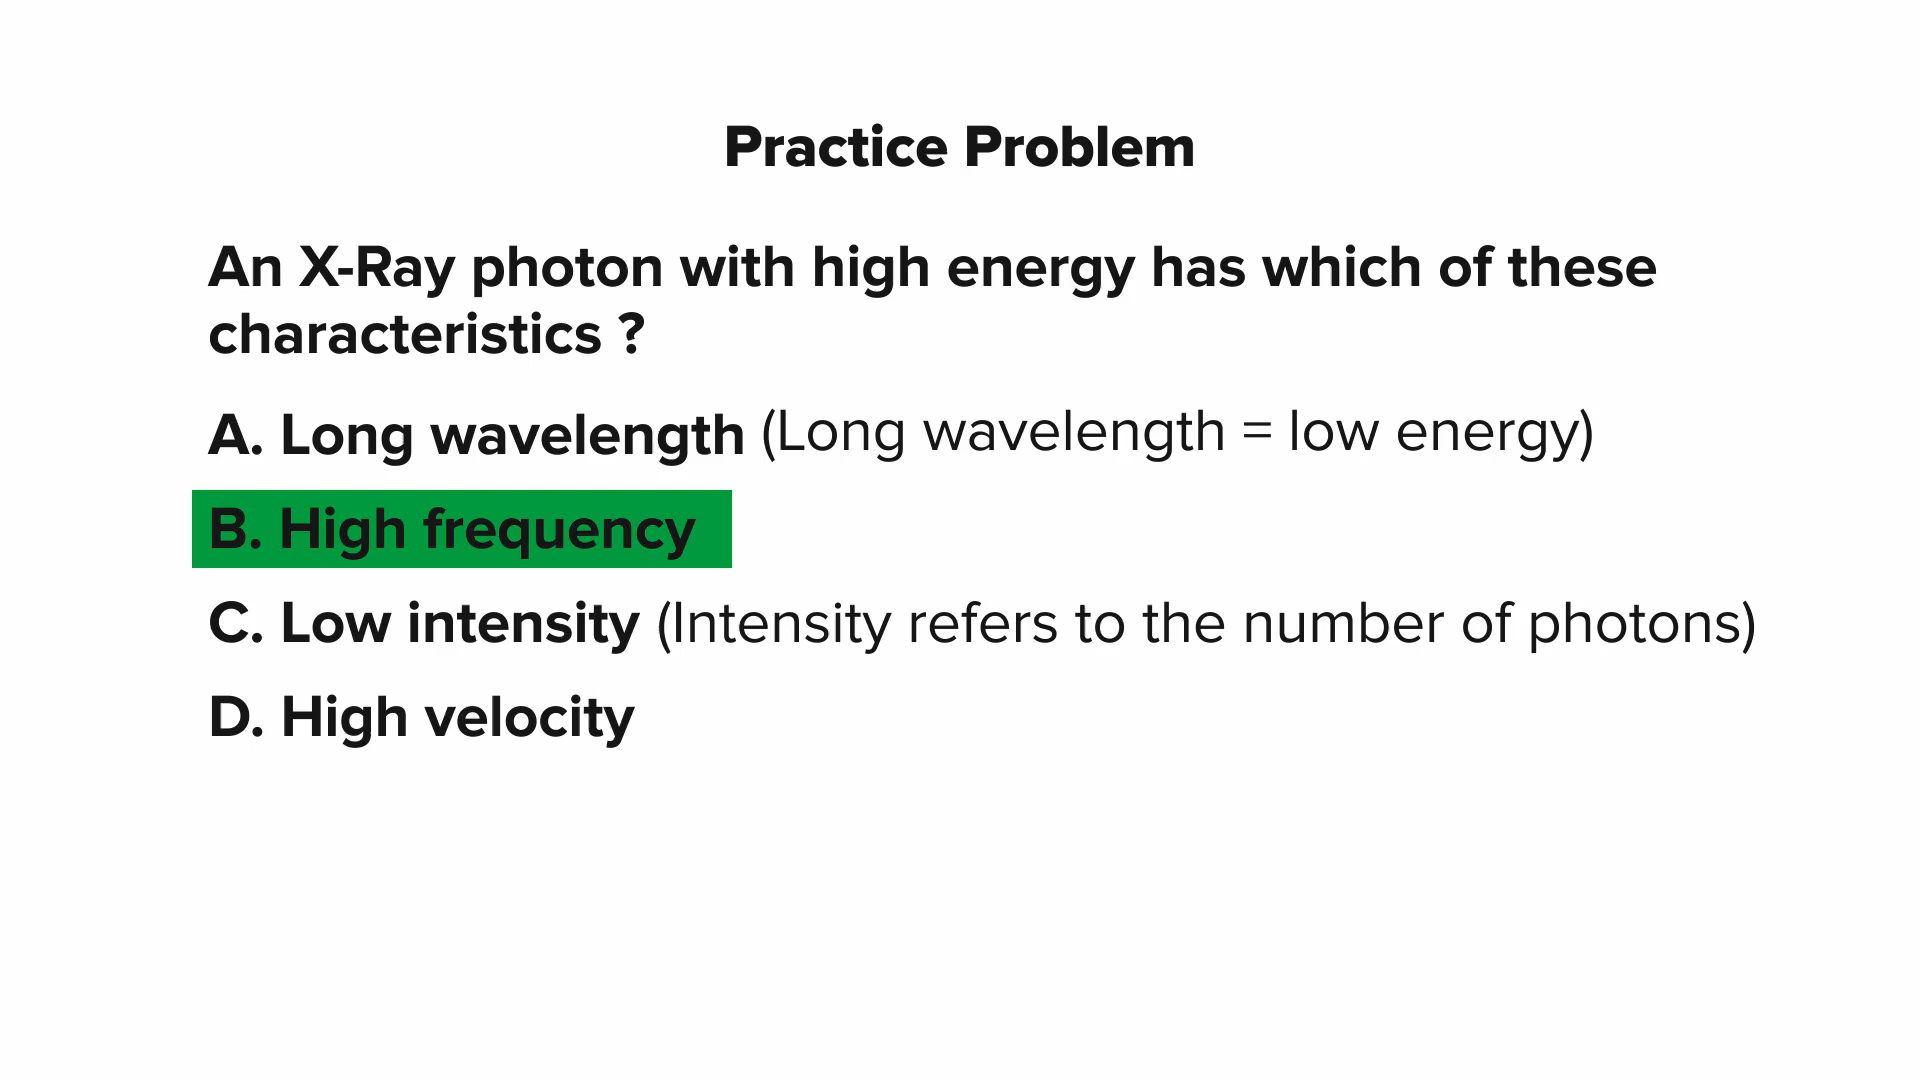 Practice Problem
An X-Ray photon with high energy has which of these
characteristics ?
A. Long wavelength (Long wavelength = low energy)
B. High frequency
C. Low intensity (Intensity refers to the number of photons)
D. High velocity